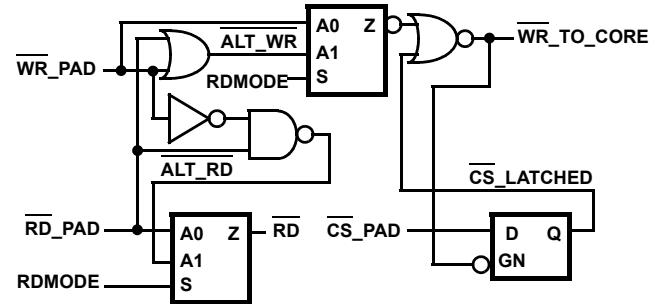 A0 Z
ALT_WR
A1
WR_TO_CORE
WR_PAD
RDMODE S
ALT_RD
CS_LATCHED
RD_PAD
A0 Z
RD
CS_PAD
D Q
A1
GN
RDMODE
S